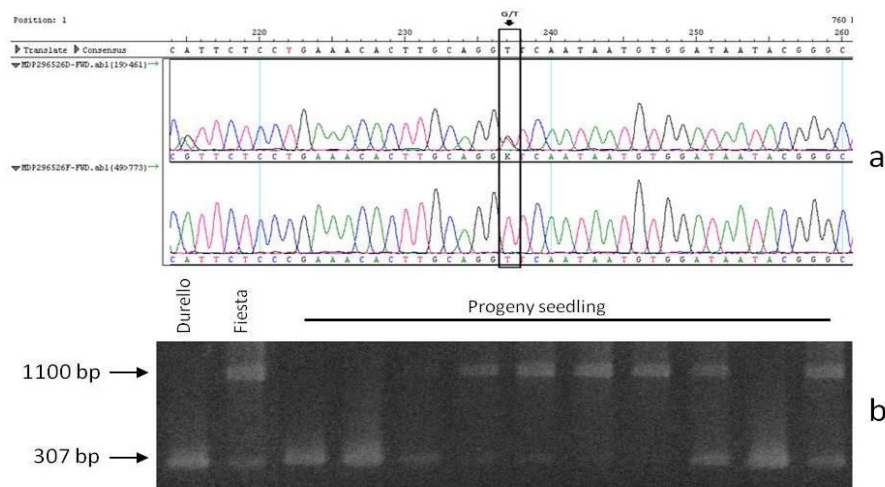 Position: 1
G/T
220 230 240 250 760
260
Translate Consensus
C A T T C T C C T G A A A C A C T T G C A G G T T C A A T A A T G T G G A T A A T A C G G G C
MDP296526D-FWD.ab1(19>461)
C G T T C T C C T G A A A C A C T T G C A G G K T C A A T A A T G T G G A T A A T A C G G G C
a
MDP296526F-FWD.ab1(49>773)
C A T T C T C C G A A A C A C T T G C A G G T T C A A T A A T G T G G A T A A T A C G G G C
Durello
Fiesta
Progeny seedling
1100 bp
307 bp
b